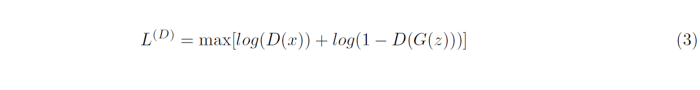 L^{(D)} = max[log(D(x)) + log(1 − D(G(z)))] (3)